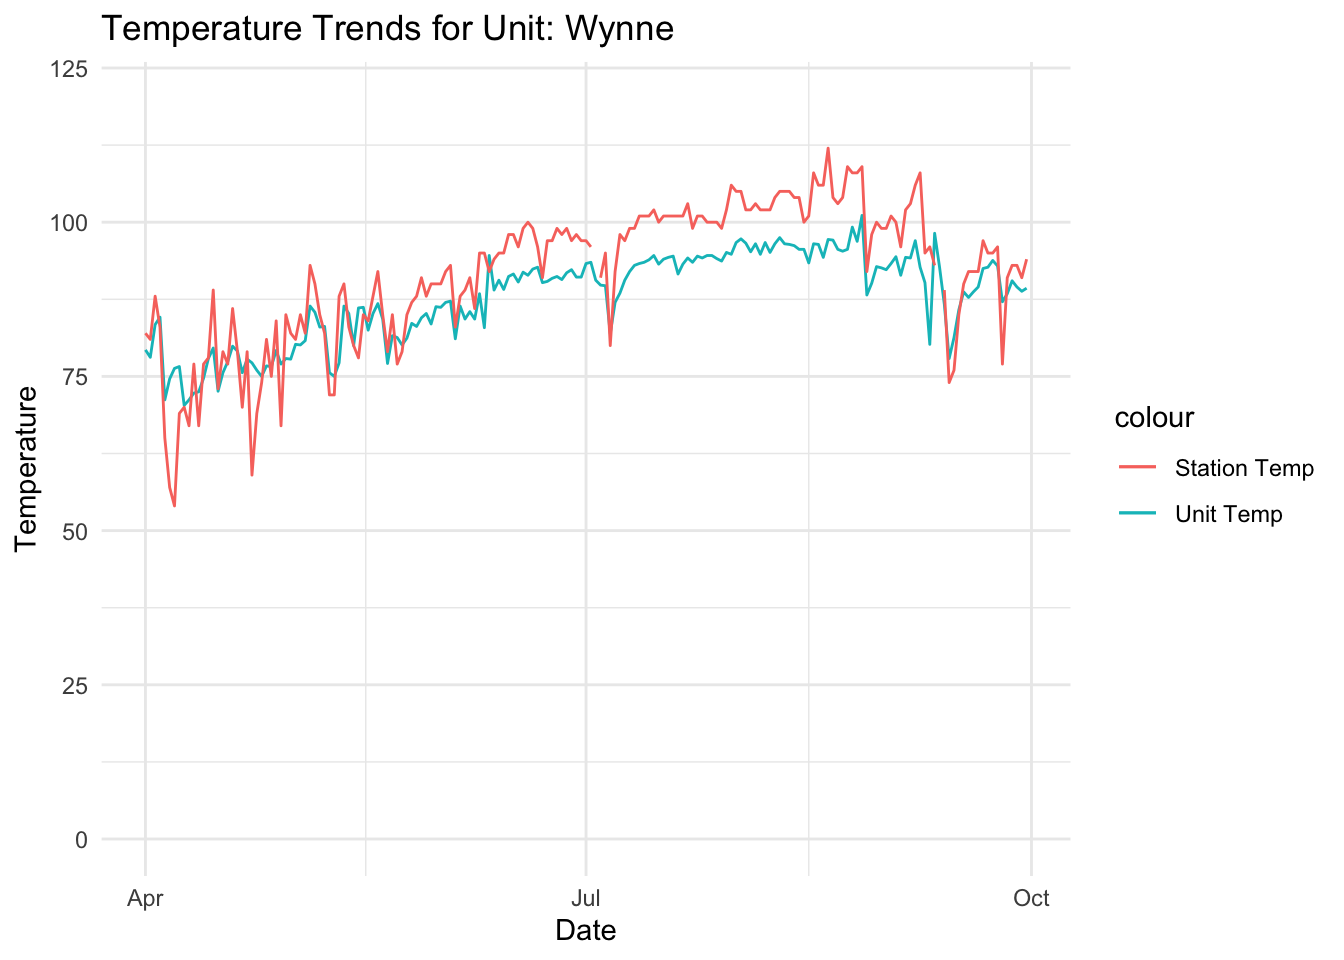 Temperature Trends for Unit: Wynne
125
100
75
50
25
0
Temperature
Apr
Jul
Oct
Date
colour
Station Temp
Unit Temp